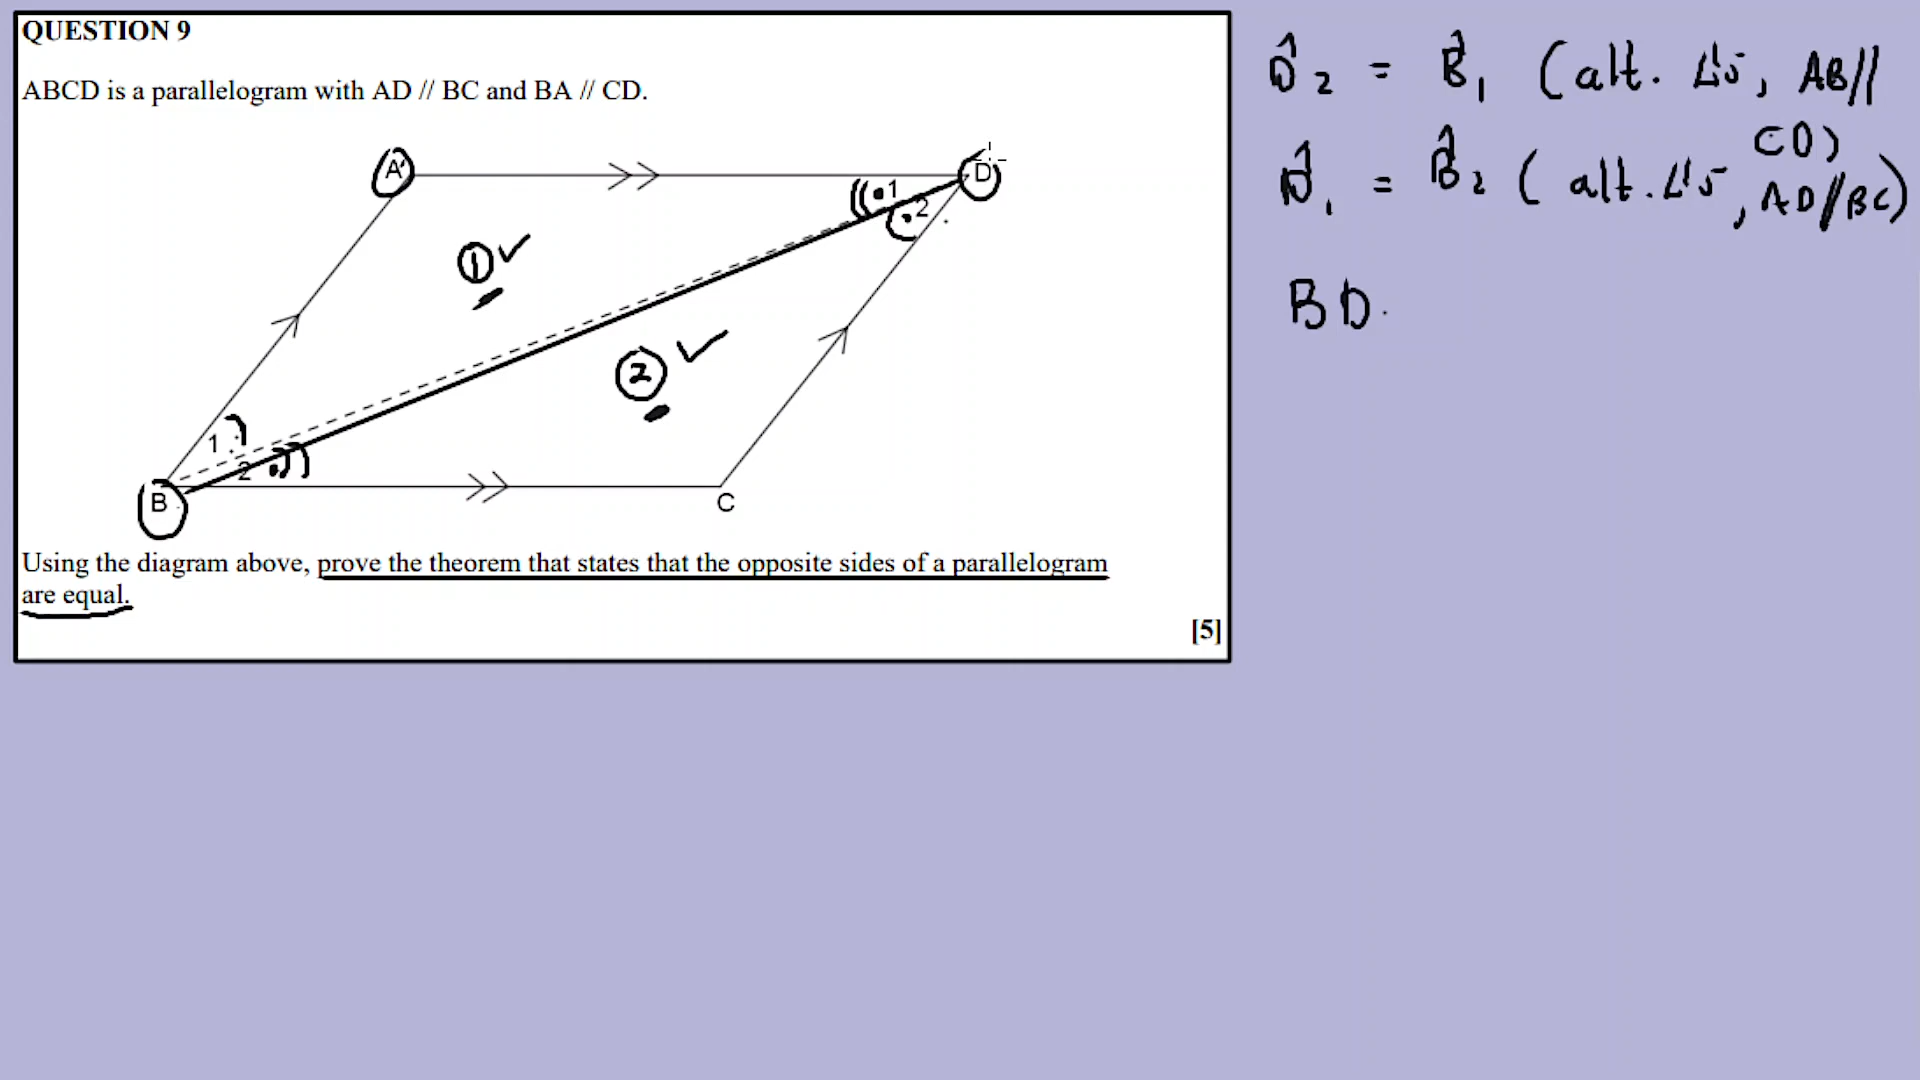 QUESTION 9
ABCD is a parallelogram with AD // BC and BA // CD.
A
D
1
2
①
②
1
2
B
C
Using the diagram above, prove the theorem that states that the opposite sides of a parallelogram
are equal.
[5]
D̂₂ = B̂₁ (alt. ∠'s, AB//
CD)
D̂₁ = B̂₂ (alt. ∠'s, AD//BC)
BD.